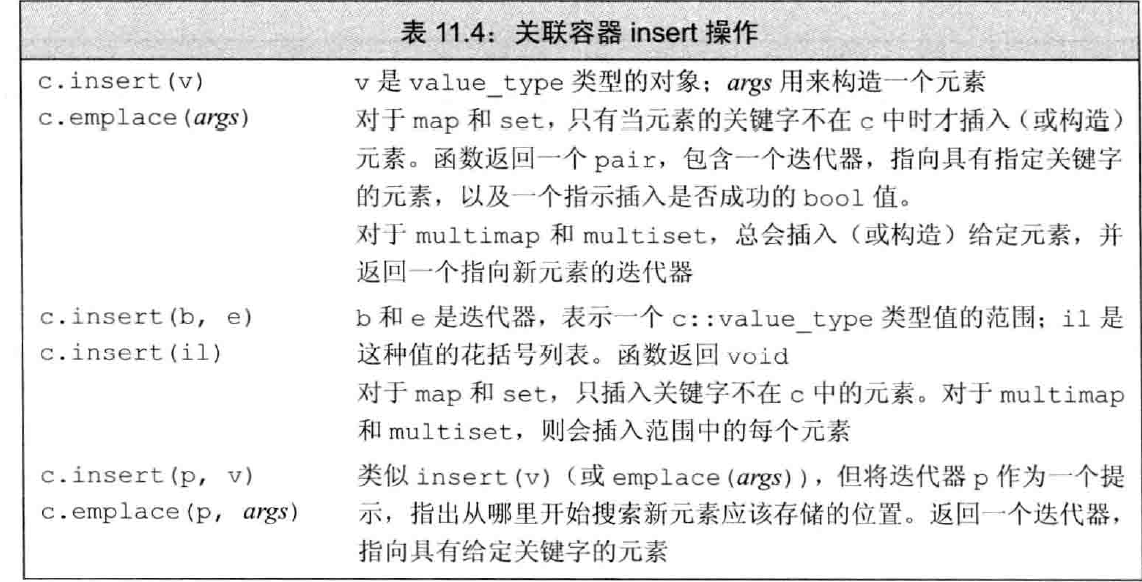 表 11.4：关联容器 insert 操作
c.insert(v) v 是 value_type 类型的对象；args 用来构造一个元素
c.emplace(args) 对于 map 和 set，只有当元素的关键字不在 c 中时才插入（或构造）
元素。函数返回一个 pair，包含一个迭代器，指向具有指定关键字
的元素，以及一个指示插入是否成功的 bool 值。
对于 multimap 和 multiset，总会插入（或构造）给定元素，并
返回一个指向新元素的迭代器
c.insert(b, e) b 和 e 是迭代器，表示一个 c::value_type 类型值的范围；il 是
c.insert(il) 这种值的花括号列表。函数返回 void
对于 map 和 set，只插入关键字不在 c 中的元素。对于 multimap
和 multiset，则会插入范围中的每个元素
c.insert(p, v) 类似 insert(v)（或 emplace(args)），但将迭代器 p 作为一个提
c.emplace(p, args) 示，指出从哪里开始搜索新元素应该存储的位置。返回一个迭代器，
指向具有给定关键字的元素